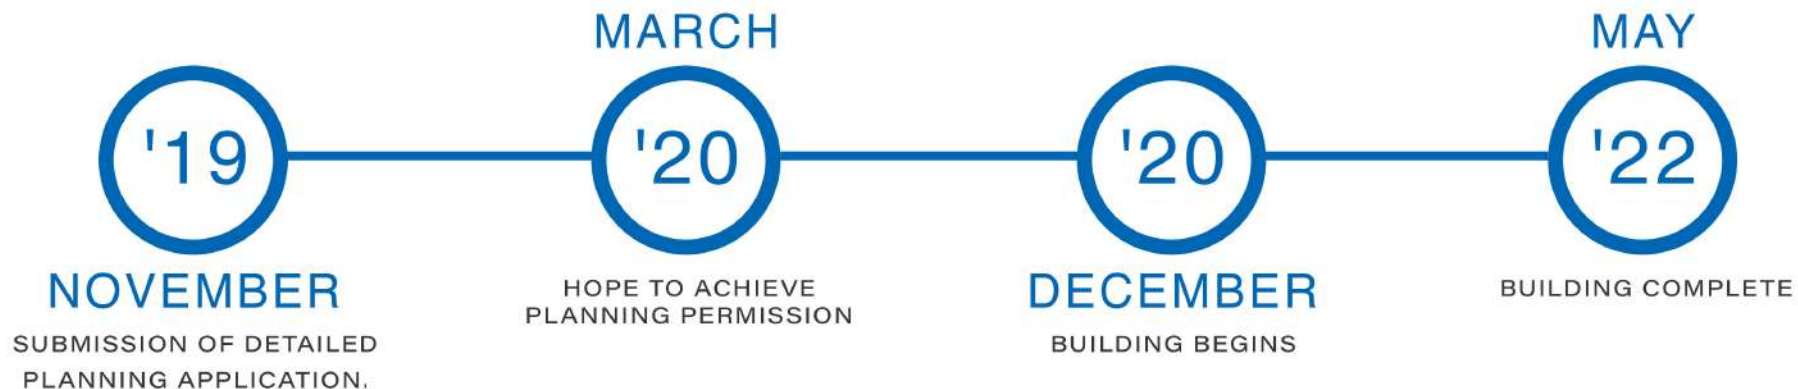 '19
NOVEMBER
SUBMISSION OF DETAILED
PLANNING APPLICATION.
MARCH
'20
HOPE TO ACHIEVE
PLANNING PERMISSION
'20
DECEMBER
BUILDING BEGINS
MAY
'22
BUILDING COMPLETE